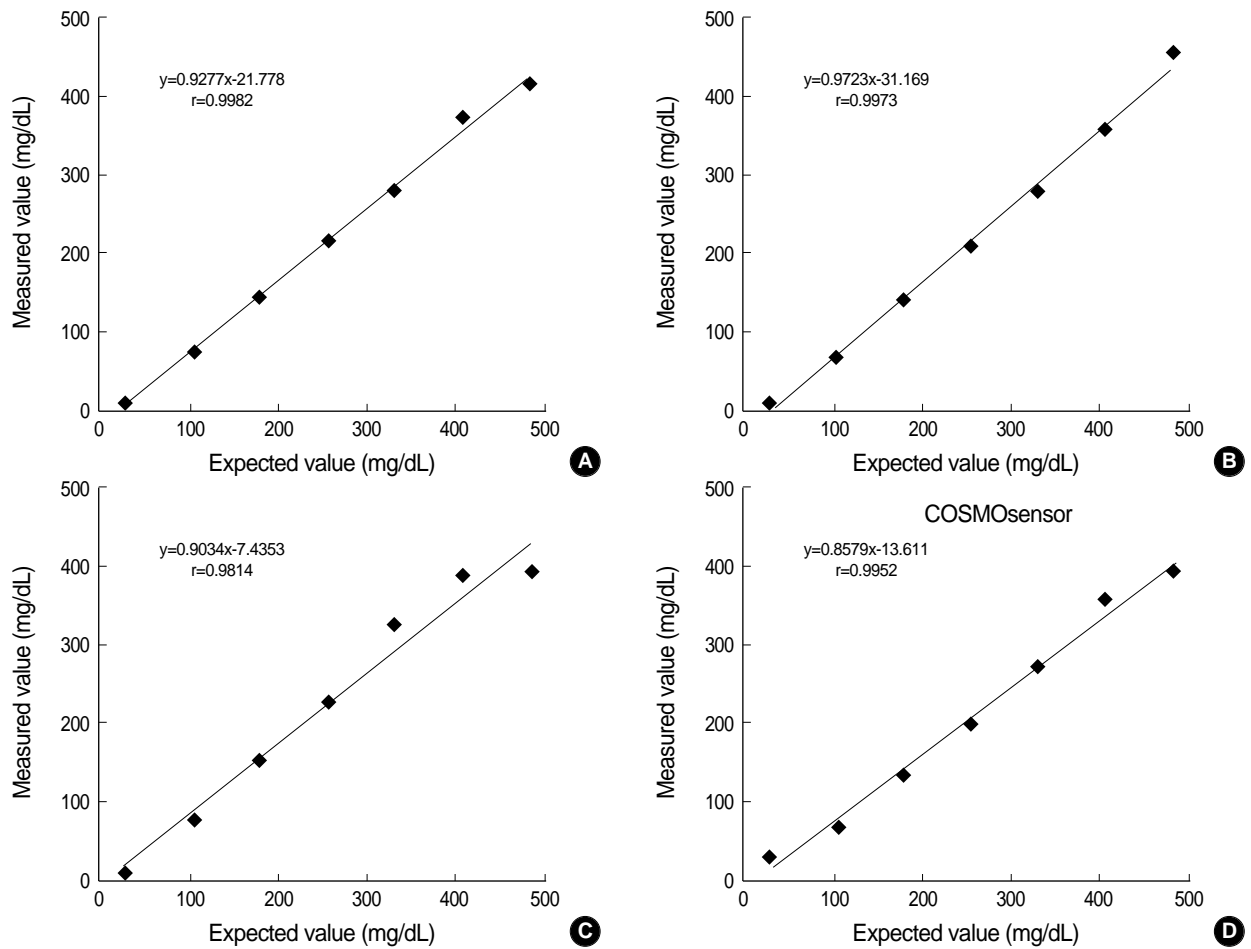 500
400
300
200
100
0
Measured value (mg/dL)
y=0.9277x-21.778
r=0.9982
0 100 200 300 400 500
Expected value (mg/dL)
A
500
400
300
200
100
0
Measured value (mg/dL)
y=0.9723x-31.169
r=0.9973
0 100 200 300 400 500
Expected value (mg/dL)
B
500
400
300
200
100
0
Measured value (mg/dL)
y=0.9034x-7.4353
r=0.9814
0 100 200 300 400 500
Expected value (mg/dL)
C
COSMOsensor
500
400
300
200
100
0
Measured value (mg/dL)
y=0.8579x-13.611
r=0.9952
0 100 200 300 400 500
Expected value (mg/dL)
D